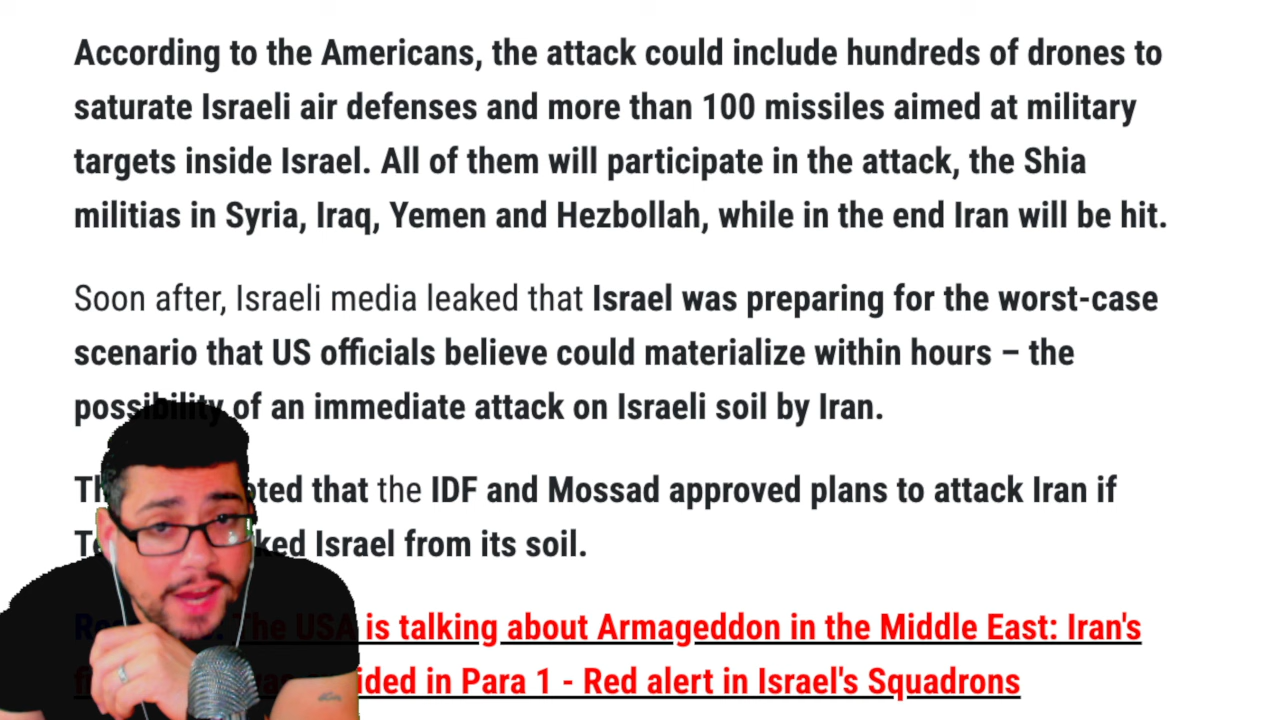 According to the Americans, the attack could include hundreds of drones to
saturate Israeli air defenses and more than 100 missiles aimed at military
targets inside Israel. All of them will participate in the attack, the Shia
militias in Syria, Iraq, Yemen and Hezbollah, while in the end Iran will be hit.
Soon after, Israeli media leaked that Israel was preparing for the worst-case
scenario that US officials believe could materialize within hours – the
possibility of an immediate attack on Israeli soil by Iran.
that the IDF and Mossad approved plans to attack Iran if
Israel from its soil.
The USA is talking about Armageddon in the Middle East: Iran's
in Para 1 - Red alert in Israel's Squadrons